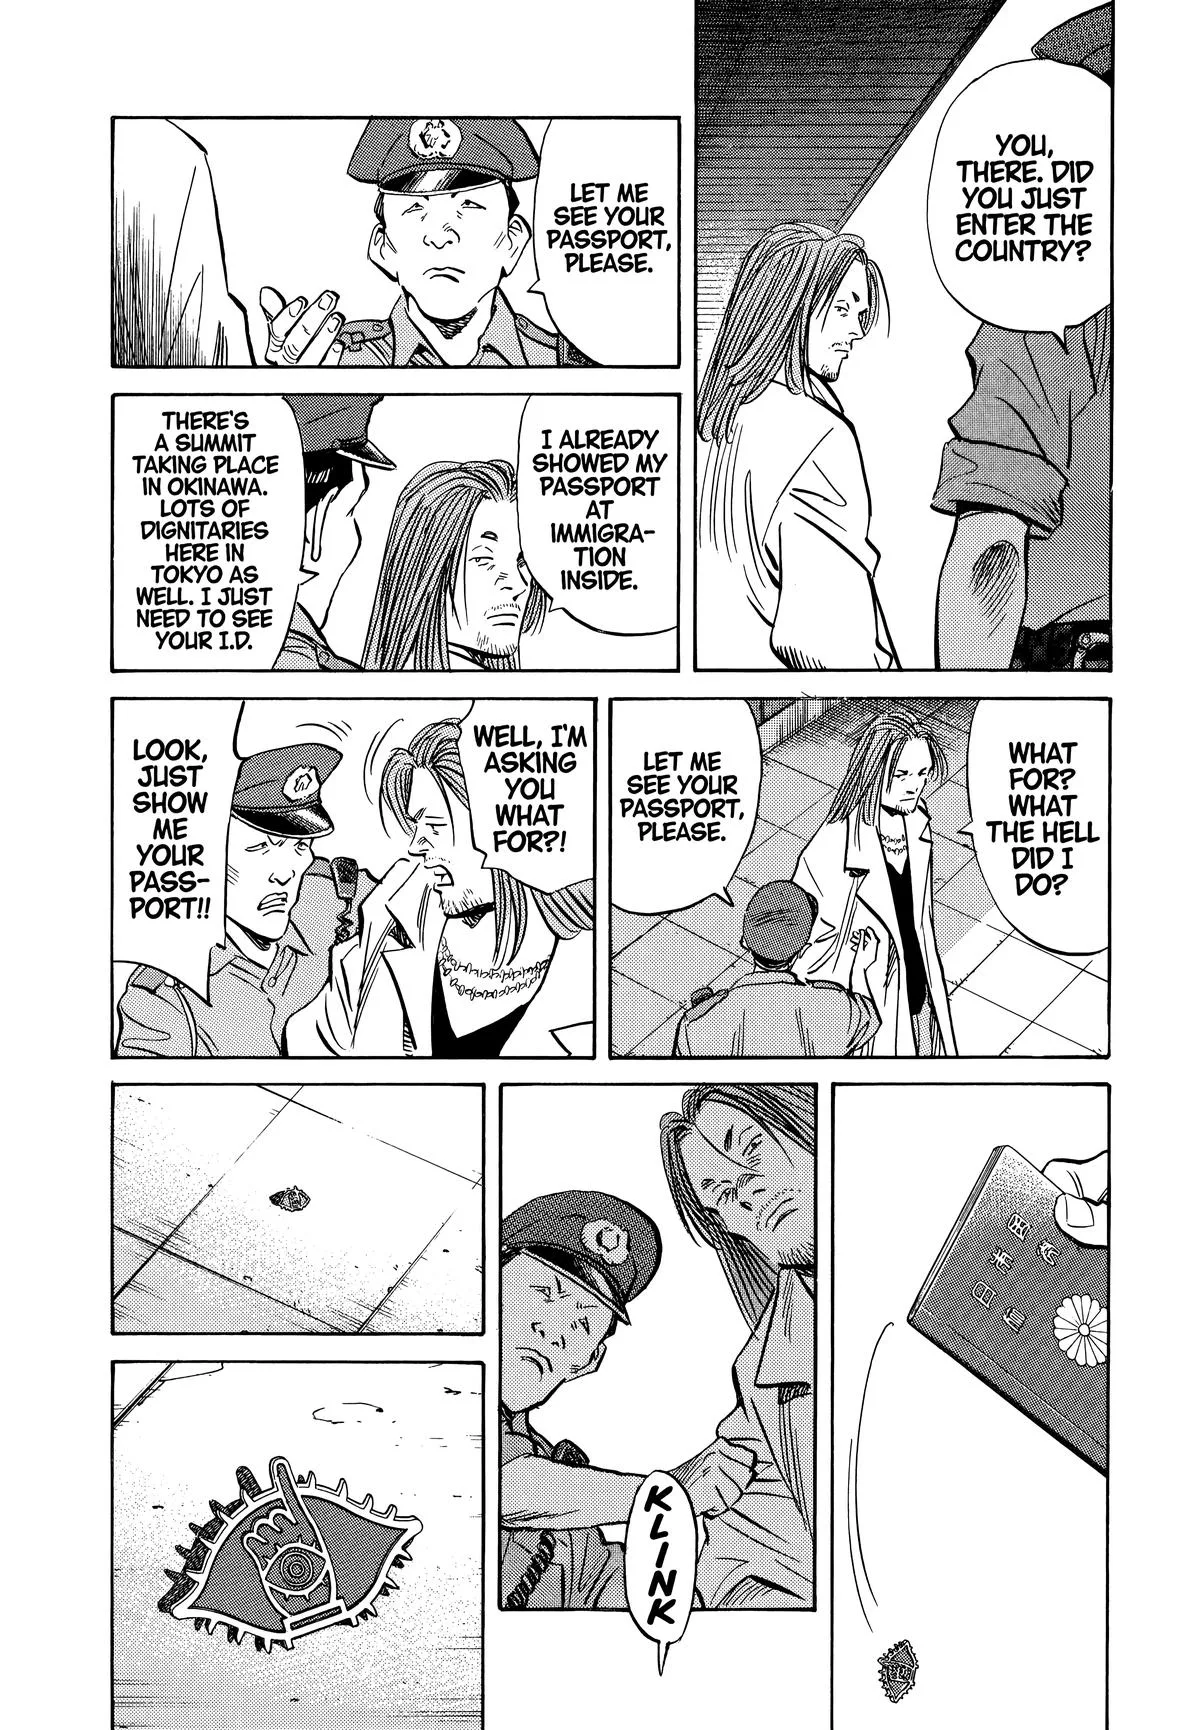 YOU,
THERE. DID
YOU JUST
ENTER THE
COUNTRY?
LET ME
SEE YOUR
PASSPORT,
PLEASE.
I ALREADY
SHOWED MY
PASSPORT
AT
IMMIGRA-
TION
INSIDE.
THERE'S
A SUMMIT
TAKING PLACE
IN OKINAWA.
LOTS OF
DIGNITARIES
HERE IN
TOKYO AS
WELL. I JUST
NEED TO SEE
YOUR I.D.
WHAT
FOR?
WHAT
THE HELL
DID I
DO?
LET ME
SEE YOUR
PASSPORT,
PLEASE.
WELL, I'M
ASKING
YOU
WHAT
FOR?!
LOOK,
JUST
SHOW
ME
YOUR
PASS-
PORT!!
KLINK